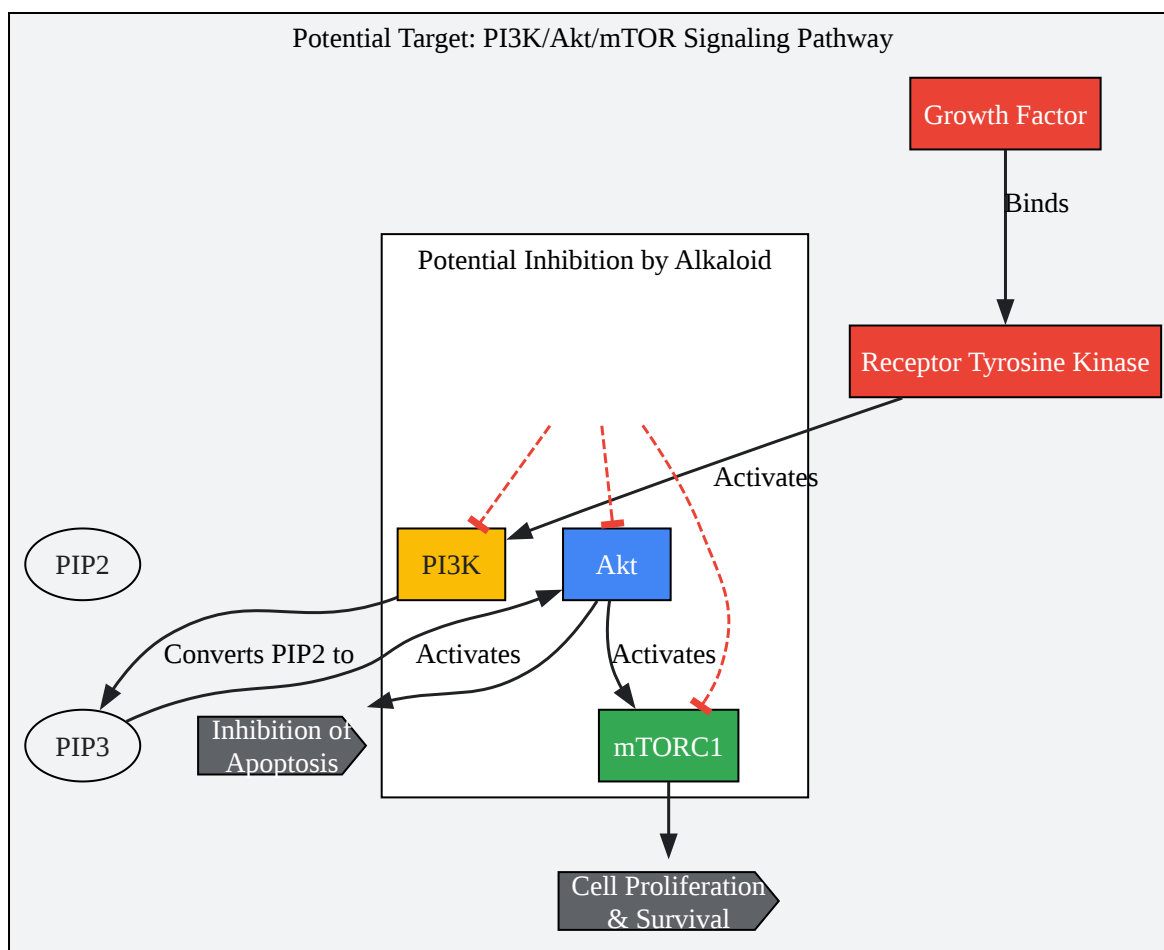 Potential Target: PI3K/Akt/mTOR Signaling Pathway
Growth Factor
Binds
Potential Inhibition by Alkaloid
Receptor Tyrosine Kinase
Activates
PIP2
PI3K
Akt
Converts PIP2 to
Activates
Activates
PIP3
Inhibition of
Apoptosis
mTORC1
Cell Proliferation
& Survival